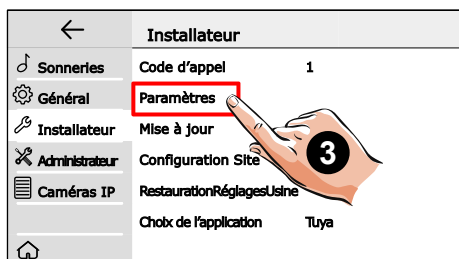 Installateur
Sonneries
Général
Installateur
Administrateur
Caméras IP
Code d'appel 1
Paramètres
Mise à jour
Configuration Site
RestaurationRéglagesUsine
Choix de l'application Tuya
3